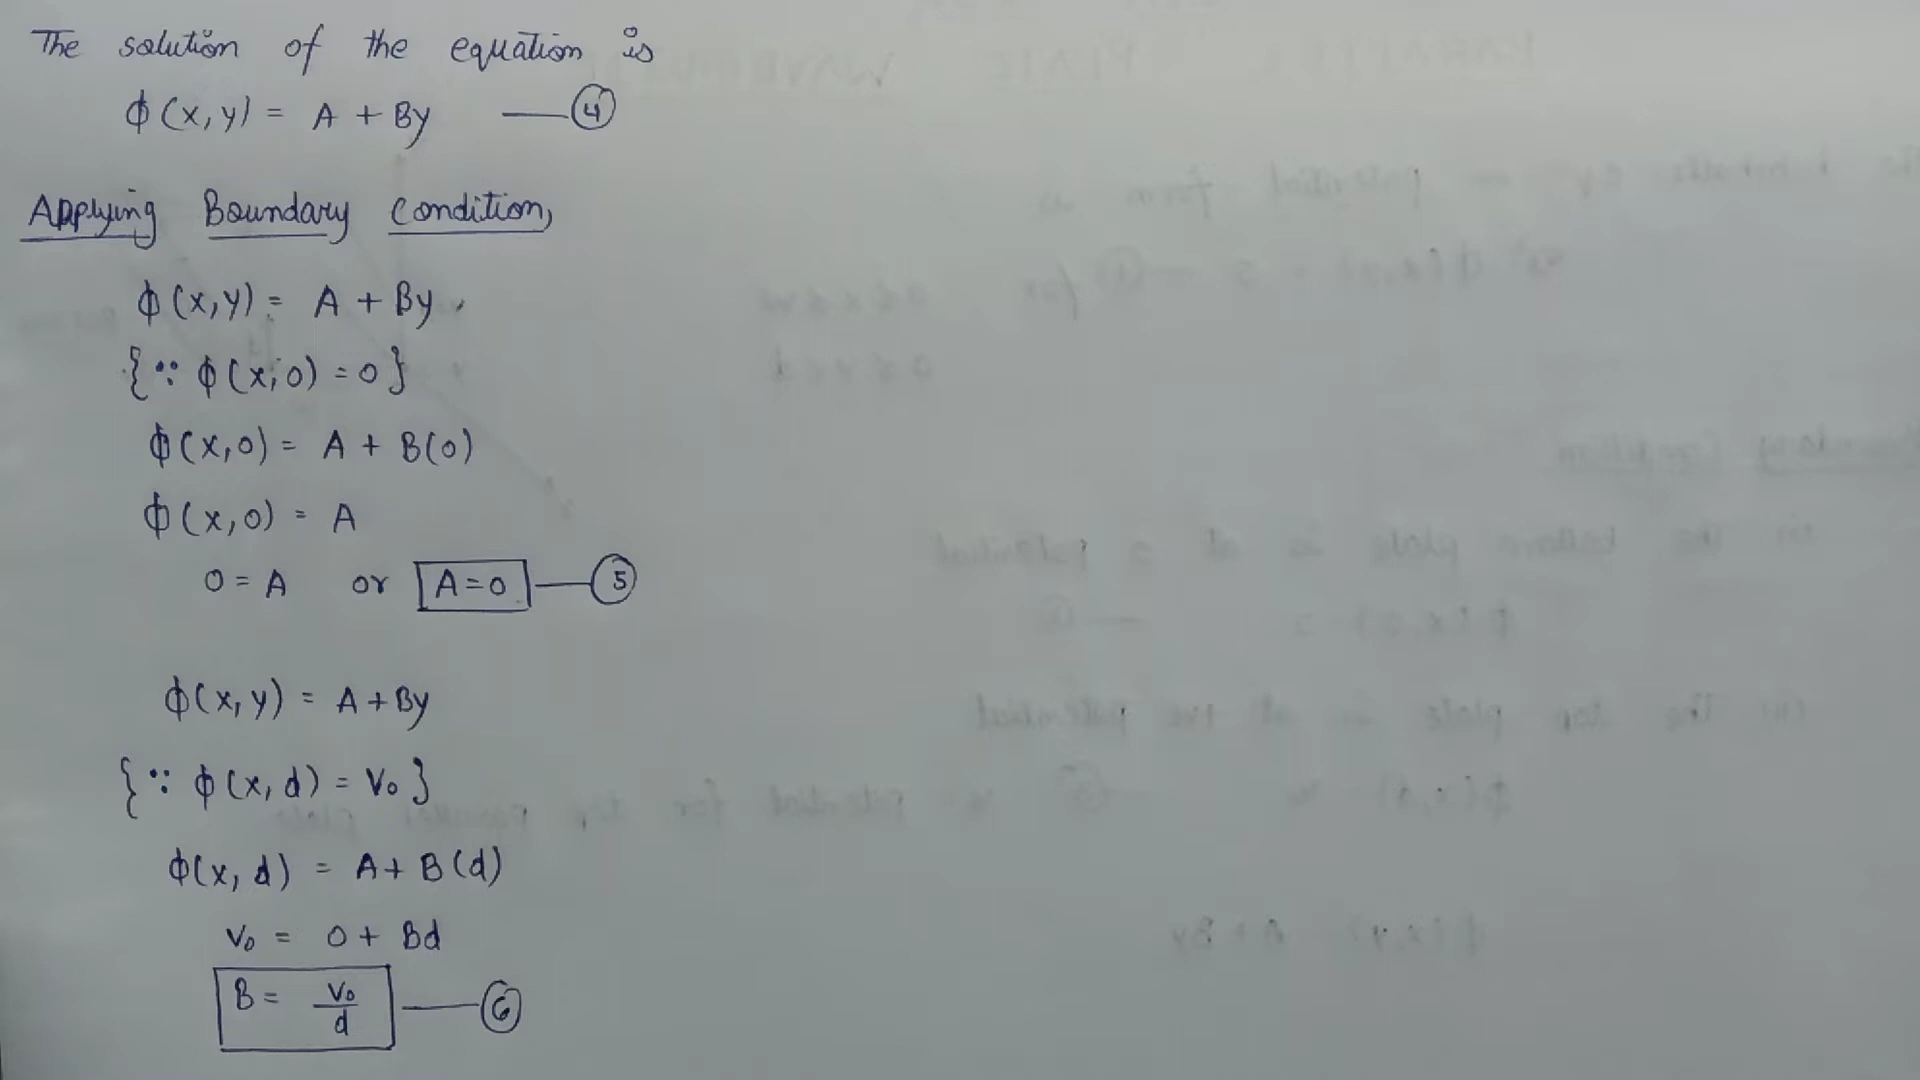 The solution of the equation is
ϕ(x,y) = A + By —④
Applying Boundary Condition,
ϕ(x,y) = A + By
{∵ ϕ(x,0) = 0}
ϕ(x,0) = A + B(0)
ϕ(x,0) = A
0 = A or A=0 —⑤
ϕ(x,y) = A+By
{∵ ϕ(x,d) = V₀}
ϕ(x,d) = A+ B(d)
V₀ = 0 + Bd
B = V₀/d —⑥